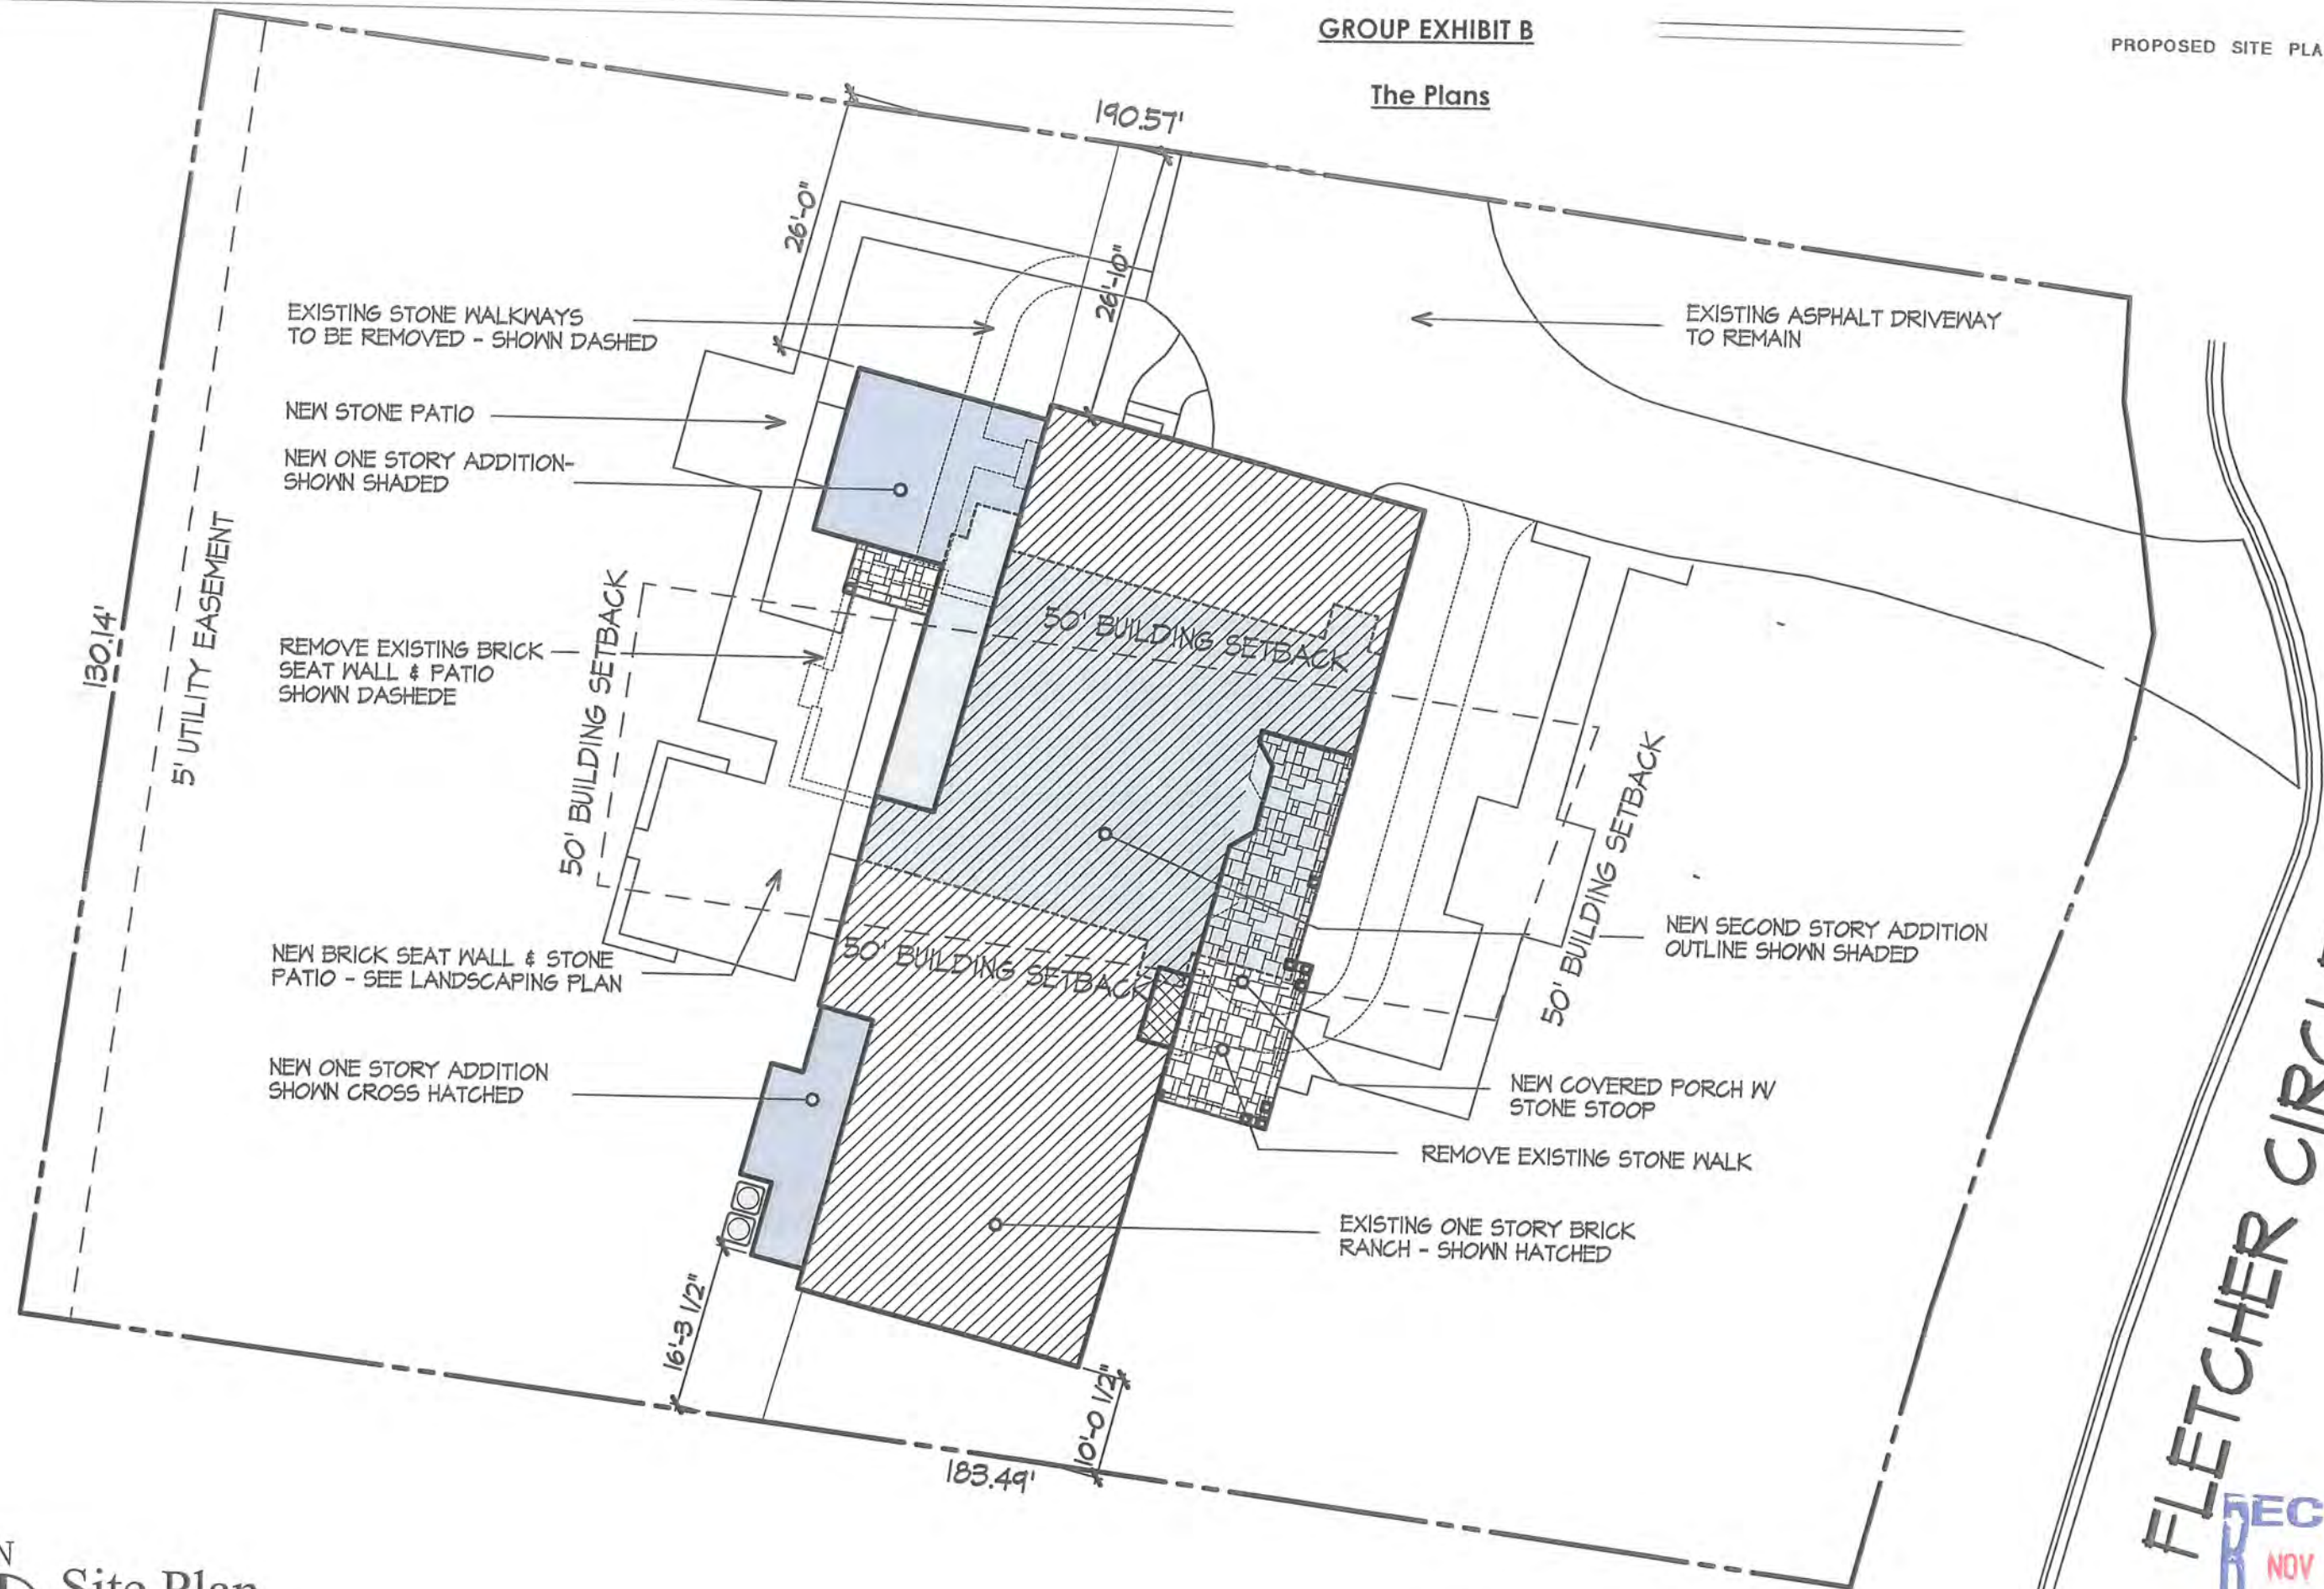 GROUP EXHIBIT B
PROPOSED SITE PLA
The Plans
190.57'
26'-0"
26'-10"
EXISTING STONE WALKWAYS
TO BE REMOVED - SHOWN DASHED
EXISTING ASPHALT DRIVEWAY
TO REMAIN
NEW STONE PATIO
NEW ONE STORY ADDITION-
SHOWN SHADED
5' UTILITY EASEMENT
130.14'
50' BUILDING SETBACK
50' BUILDING SETBACK
REMOVE EXISTING BRICK
SEAT WALL & PATIO
SHOWN DASHEDE
50' BUILDING SETBACK
NEW SECOND STORY ADDITION
OUTLINE SHOWN SHADED
NEW BRICK SEAT WALL & STONE
PATIO - SEE LANDSCAPING PLAN
50' BUILDING SETBACK
NEW ONE STORY ADDITION
SHOWN CROSS HATCHED
NEW COVERED PORCH W/
STONE STOOP
REMOVE EXISTING STONE WALK
EXISTING ONE STORY BRICK
RANCH - SHOWN HATCHED
16'-3 1/2"
10'-0 1/2"
183.49'
FLETCHER CIRCL
N
Site Plan
REC
NOV